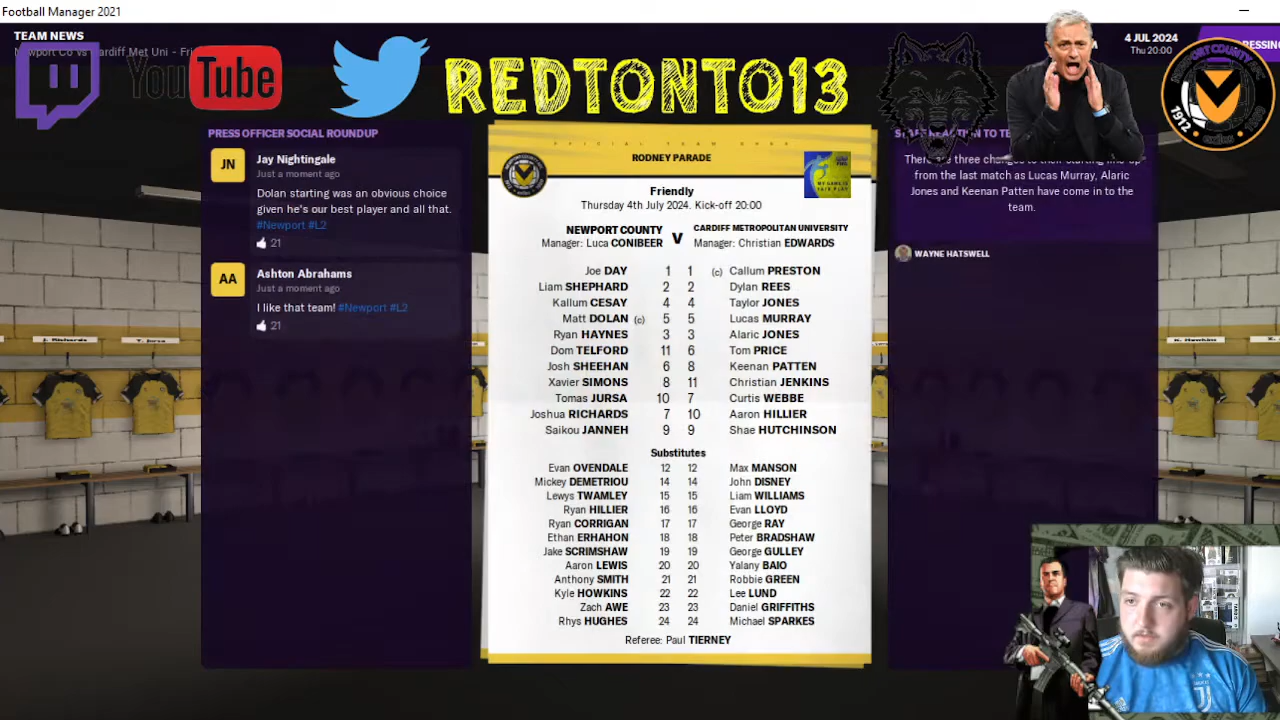 Football Manager 2021
TEAM NEWS
4 JUL 2024
Thu 20:00
YouTube
REDTONTO13
1912
exiles
PRESS OFFICER SOCIAL ROUNDUP
JN
Jay Nightingale
Just a moment ago
Dolan starting was an obvious choice
given he's our best player and all that.
#Newport #L2
21
AA
Ashton Abrahams
Just a moment ago
I like that team! #Newport #L2
21
RODNEY PARADE
Friendly
Thursday 4th July 2024. Kick-off 20:00
NEWPORT COUNTY V CARDIFF METROPOLITAN UNIVERSITY
Manager: Luca CONIBEER Manager: Christian EDWARDS
Joe DAY 1 1 (c) Callum PRESTON
Liam SHEPHARD 2 2 Dylan REES
Kallum CESAY 4 4 Taylor JONES
Matt DOLAN (c) 5 5 Lucas MURRAY
Ryan HAYNES 3 3 Alaric JONES
Dom TELFORD 11 6 Tom PRICE
Josh SHEEHAN 6 8 Keenan PATTEN
Xavier SIMONS 8 11 Christian JENKINS
Tomas JURSA 10 7 Curtis WEBBE
Joshua RICHARDS 7 10 Aaron HILLIER
Saikou JANNEH 9 9 Shae HUTCHINSON
Substitutes
Evan OVENDALE 12 12 Max MANSON
Mickey DEMETRIOU 14 14 John DISNEY
Lewys TWAMLEY 15 15 Liam WILLIAMS
Ryan HILLIER 16 16 Evan LLOYD
Ryan CORRIGAN 17 17 George RAY
Ethan ERHAHON 18 18 Peter BRADSHAW
Jake SCRIMSHAW 19 19 George GULLEY
Aaron LEWIS 20 20 Yalany BAIO
Anthony SMITH 21 21 Robbie GREEN
Kyle HOWKINS 22 22 Lee LUND
Zach AWE 23 23 Daniel GRIFFITHS
Rhys HUGHES 24 24 Michael SPARKES
Referee: Paul TIERNEY
There are three changes to their starting line-up
from the last match as Lucas Murray, Alaric
Jones and Keenan Patten have come in to the
team.
WAYNE HATSWELL